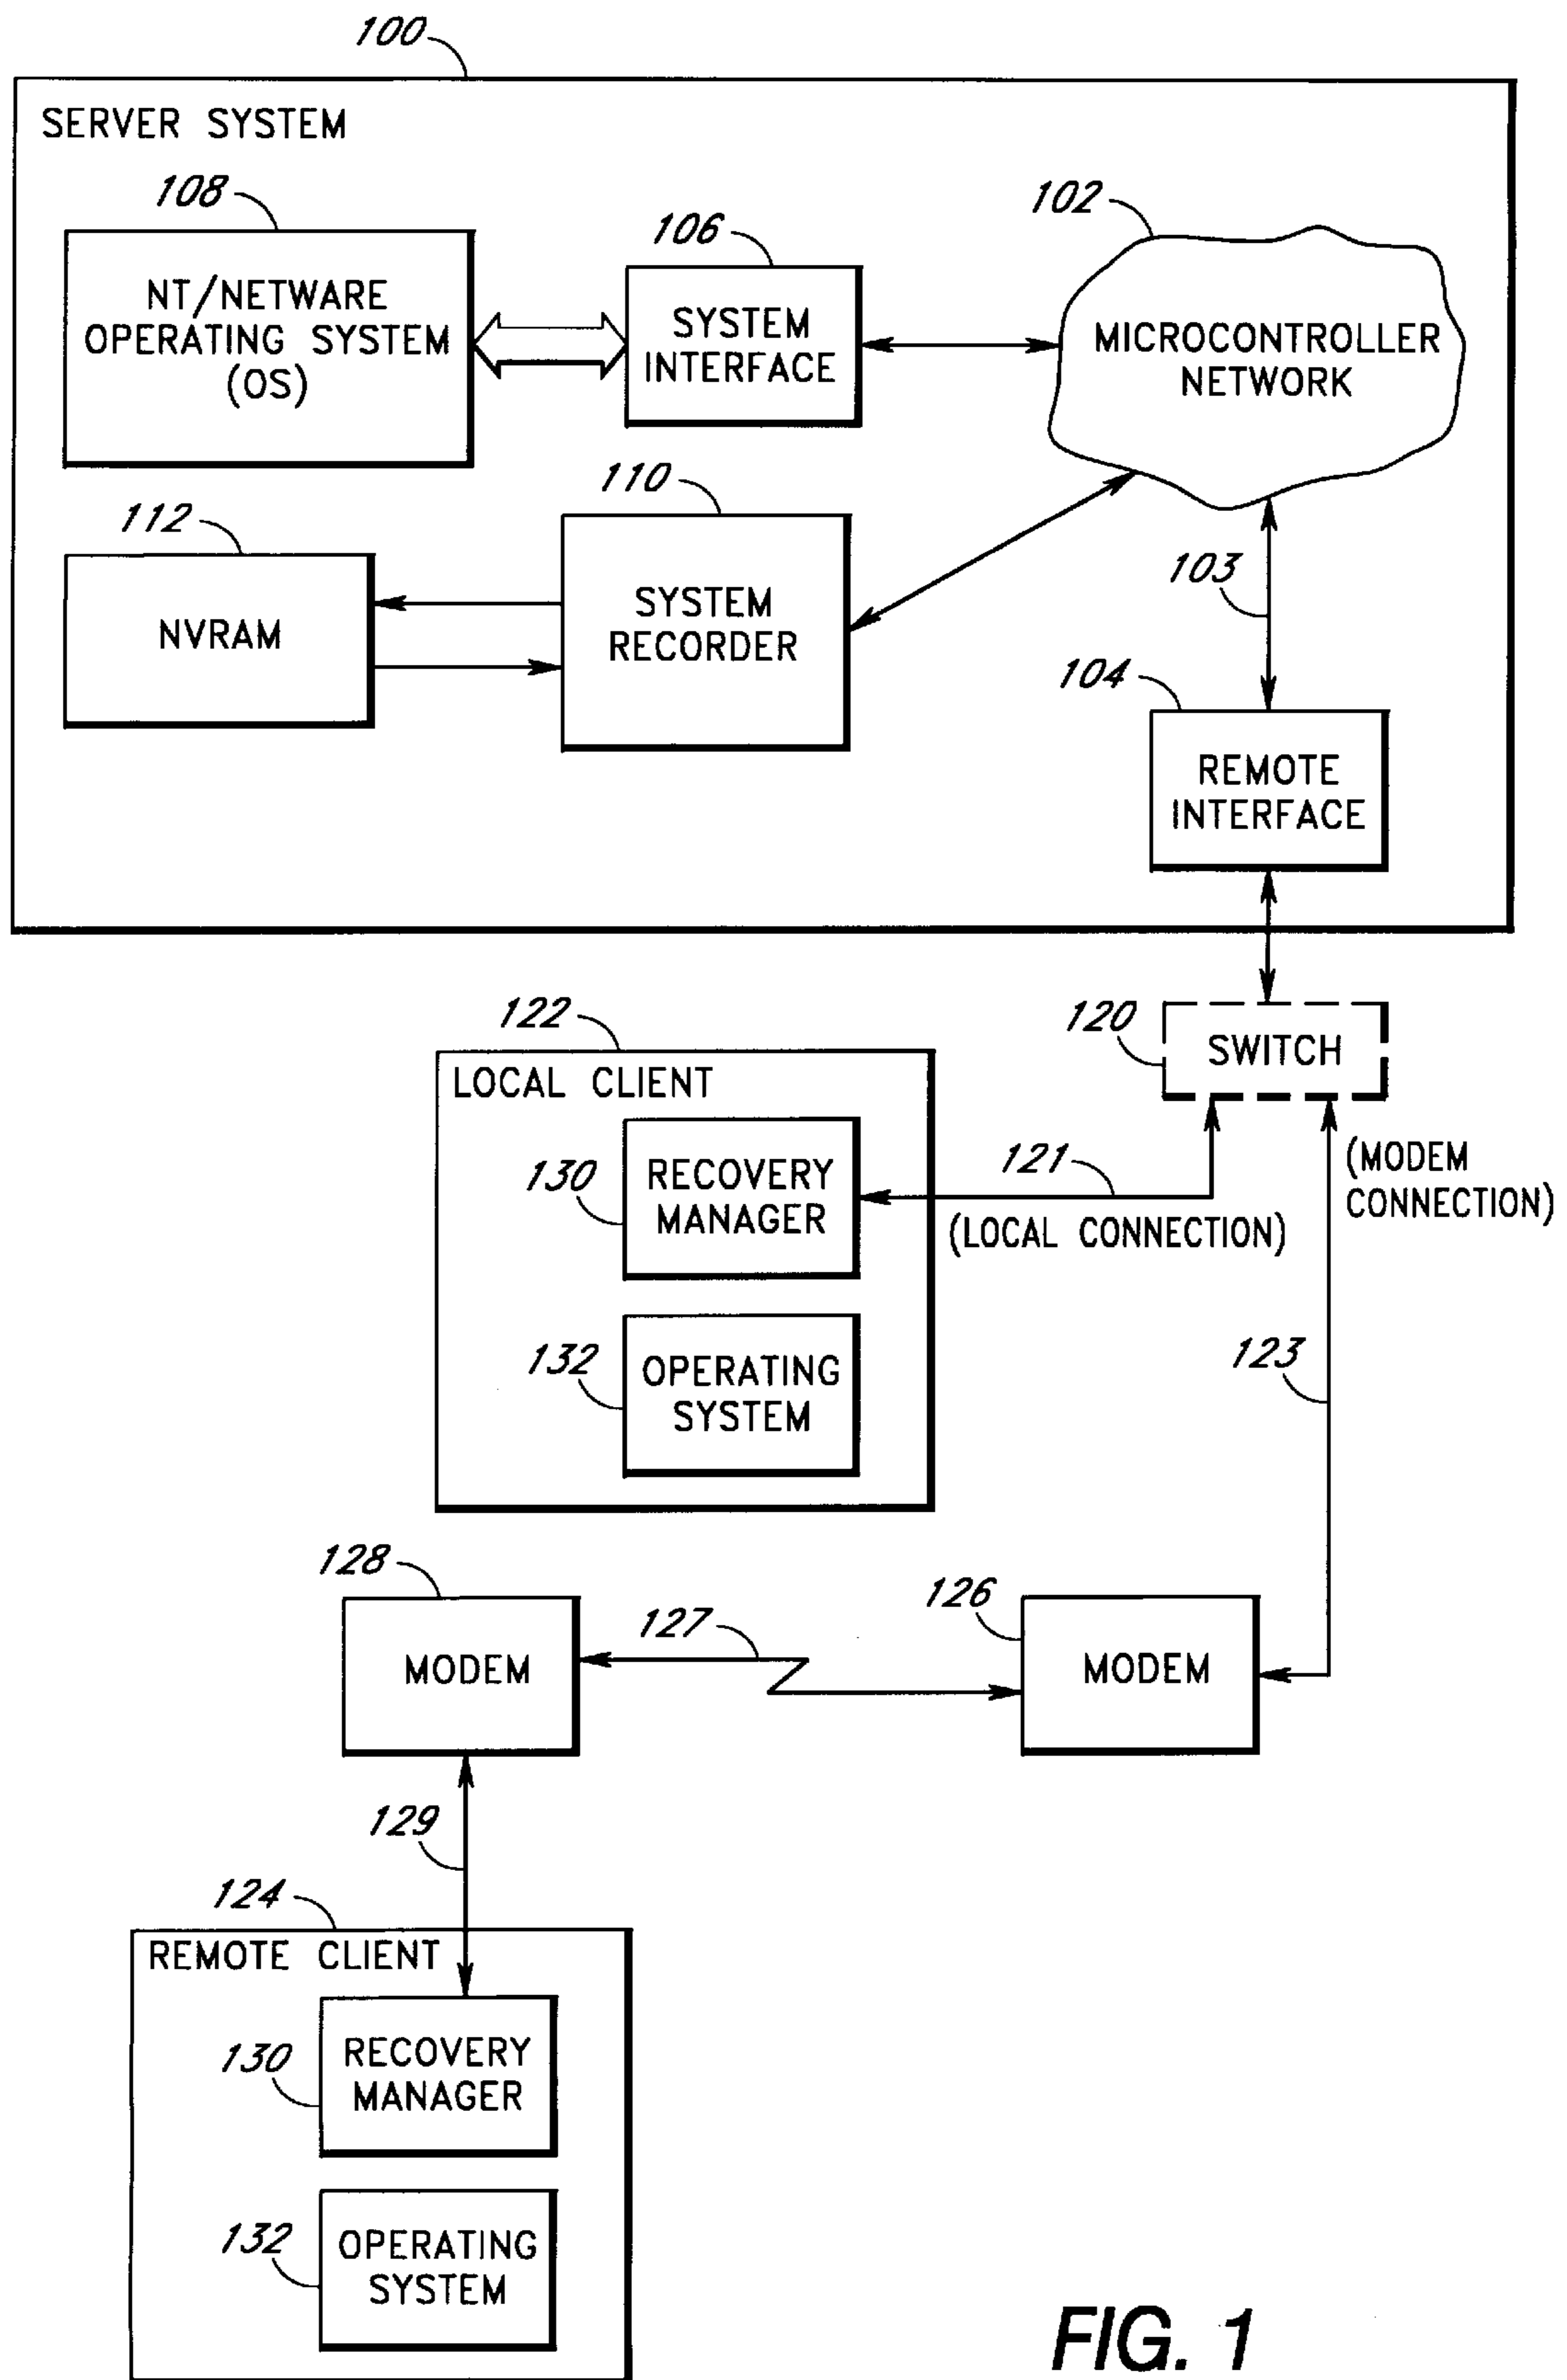 100
SERVER SYSTEM
108
106
102
NT/NETWARE
OPERATING SYSTEM
(OS)
SYSTEM
INTERFACE
MICROCONTROLLER
NETWORK
110
112
103
NVRAM
SYSTEM
RECORDER
104
REMOTE
INTERFACE
122
120
SWITCH
LOCAL CLIENT
130
RECOVERY
MANAGER
121
(LOCAL CONNECTION)
(MODEM
CONNECTION)
132
OPERATING
SYSTEM
123
128
126
127
MODEM
MODEM
129
124
REMOTE CLIENT
130
RECOVERY
MANAGER
132
OPERATING
SYSTEM
FIG. 1